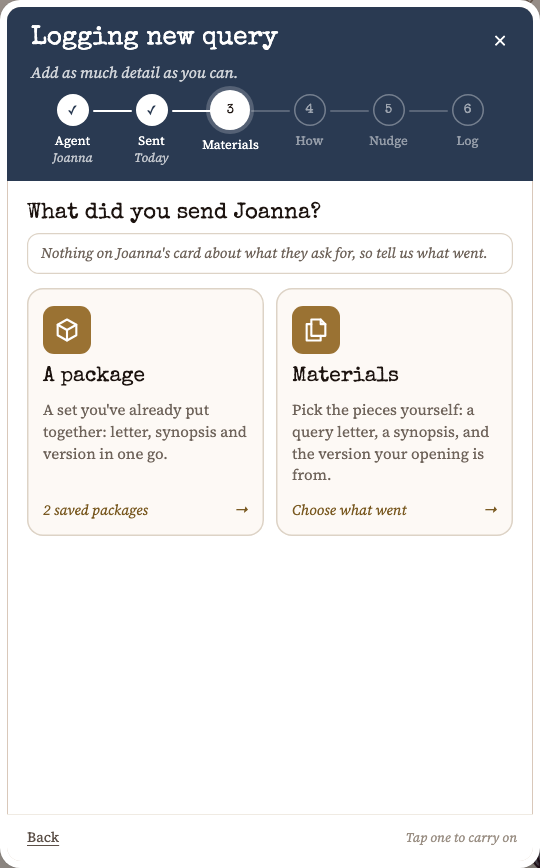 Logging new query
×
Add as much detail as you can.
✓ ✓ 3 4 5 6
Agent Sent Materials How Nudge Log
Joanna Today
What did you send Joanna?
Nothing on Joanna's card about what they ask for, so tell us what went.
A package
A set you've already put
together: letter, synopsis and
version in one go.
2 saved packages →
Materials
Pick the pieces yourself: a
query letter, a synopsis, and
the version your opening is
from.
Choose what went →
Back
Tap one to carry on